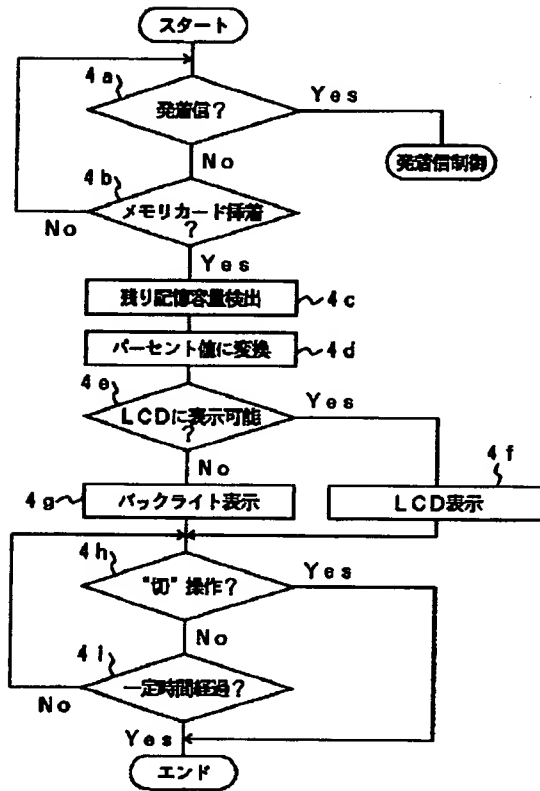 スタート
4a
発着信?
Yes
No
発着信制御
4b
メモリカード挿着
?
No
Yes
残り記憶容量検出
4c
パーセント値に変換
4d
4e
LCDに表示可能
?
Yes
No
4f
4g
バックライト表示
LCD表示
4h
"切" 操作?
Yes
No
4i
一定時間経過?
No
Yes
エンド